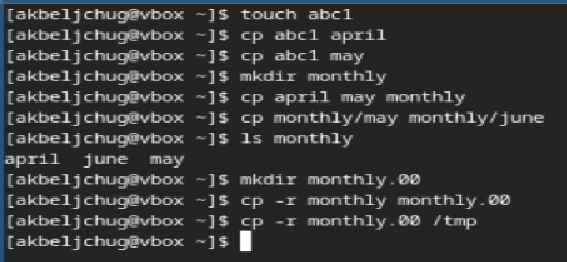 [akbeljchug@vbox ~]$ touch abc1
[akbeljchug@vbox ~]$ cp abc1 april
[akbeljchug@vbox ~]$ cp abc1 may
[akbeljchug@vbox ~]$ mkdir monthly
[akbeljchug@vbox ~]$ cp april may monthly
[akbeljchug@vbox ~]$ cp monthly/may monthly/june
[akbeljchug@vbox ~]$ ls monthly
april  june  may
[akbeljchug@vbox ~]$ mkdir monthly.00
[akbeljchug@vbox ~]$ cp -r monthly monthly.00
[akbeljchug@vbox ~]$ cp -r monthly.00 /tmp
[akbeljchug@vbox ~]$